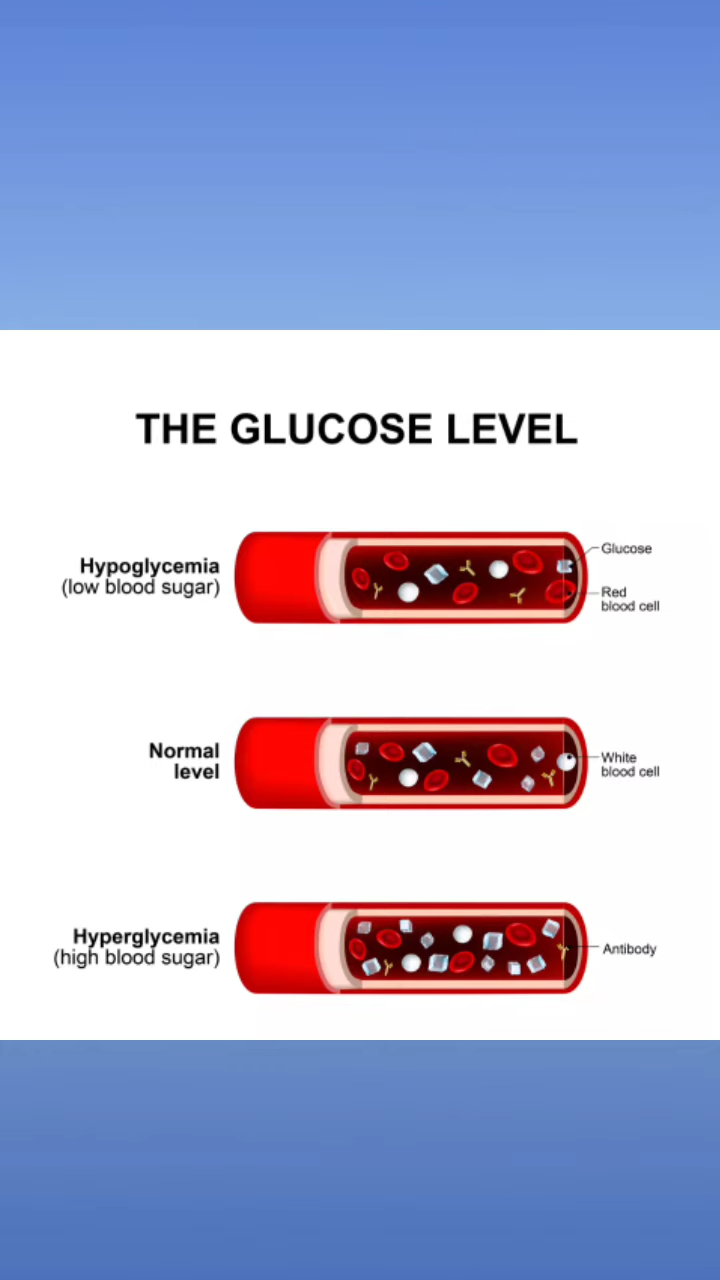 THE GLUCOSE LEVEL
Hypoglycemia
(low blood sugar)
Glucose
Red
blood cell
Normal
level
White
blood cell
Hyperglycemia
(high blood sugar)
Antibody